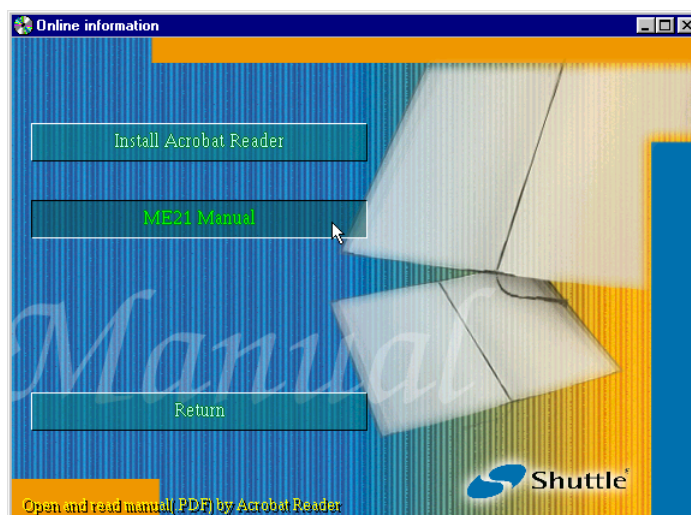 Online information
Install Acrobat Reader
ME21 Manual
Manual
Return
Shuttle®
Open and read manual(.PDF) by Acrobat Reader